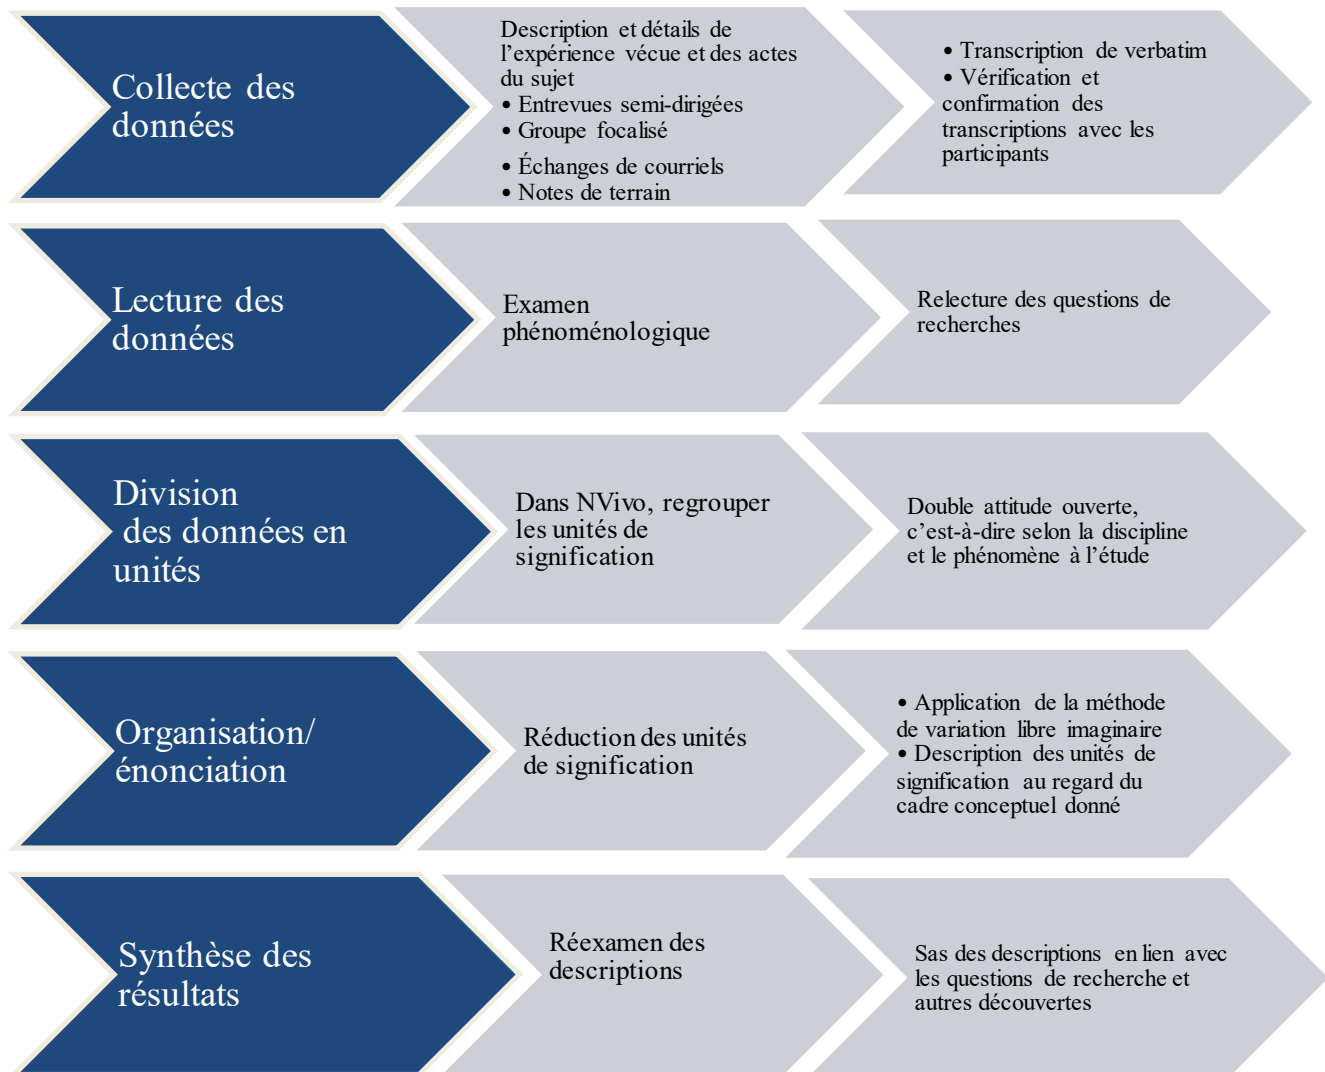 Collecte des
données
Description et détails de
l’expérience vécue et des actes
du sujet
• Entrevues semi-dirigées
• Groupe focalisé
• Échanges de courriels
• Notes de terrain
• Transcription de verbatim
• Vérification et
confirmation des
transcriptions avec les
participants
Lecture des
données
Examen
phénoménologique
Relecture des questions de
recherches
Division
des données en
unités
Dans NVivo, regrouper
les unités de
signification
Double attitude ouverte,
c’est-à-dire selon la discipline
et le phénomène à l’étude
Organisation/
énonciation
Réduction des unités
de signification
• Application de la méthode
de variation libre imaginaire
• Description des unités de
signification au regard du
cadre conceptuel donné
Synthèse des
résultats
Réexamen des
descriptions
Sas des descriptions en lien avec
les questions de recherche et
autres découvertes